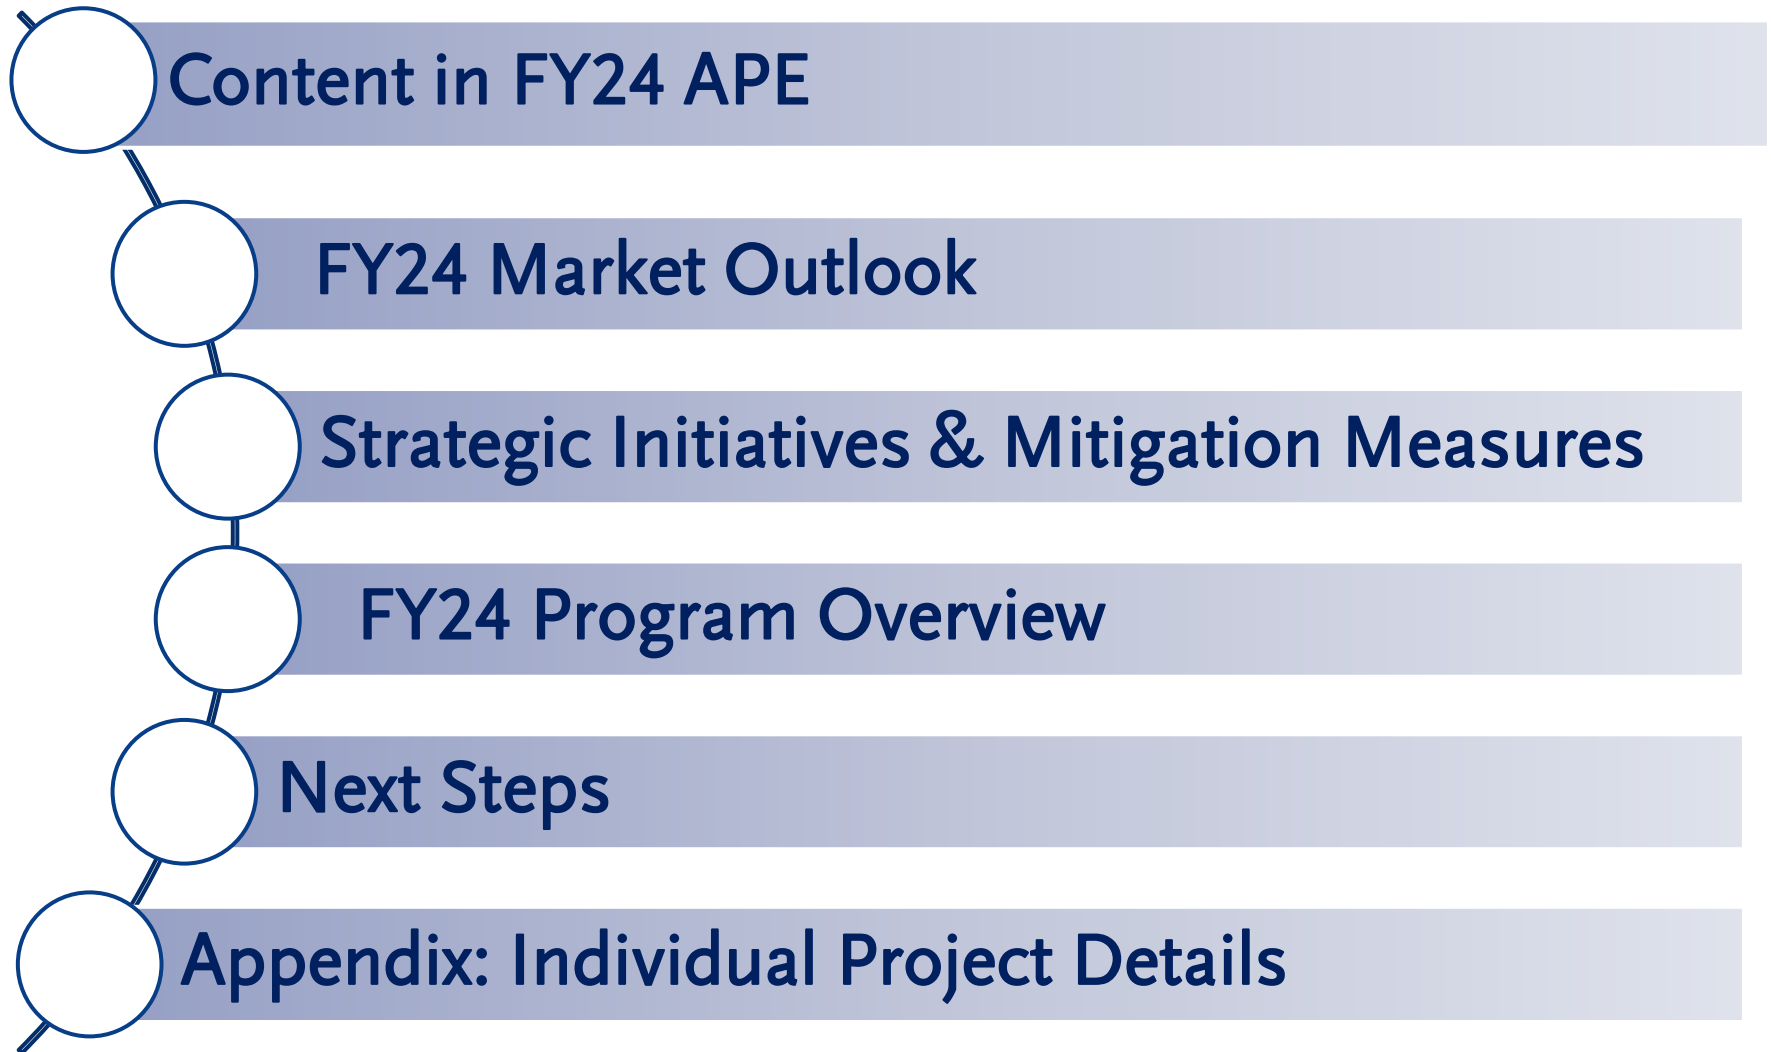 Content in FY24 APE
FY24 Market Outlook
Strategic Initiatives & Mitigation Measures
FY24 Program Overview
Next Steps
Appendix: Individual Project Details